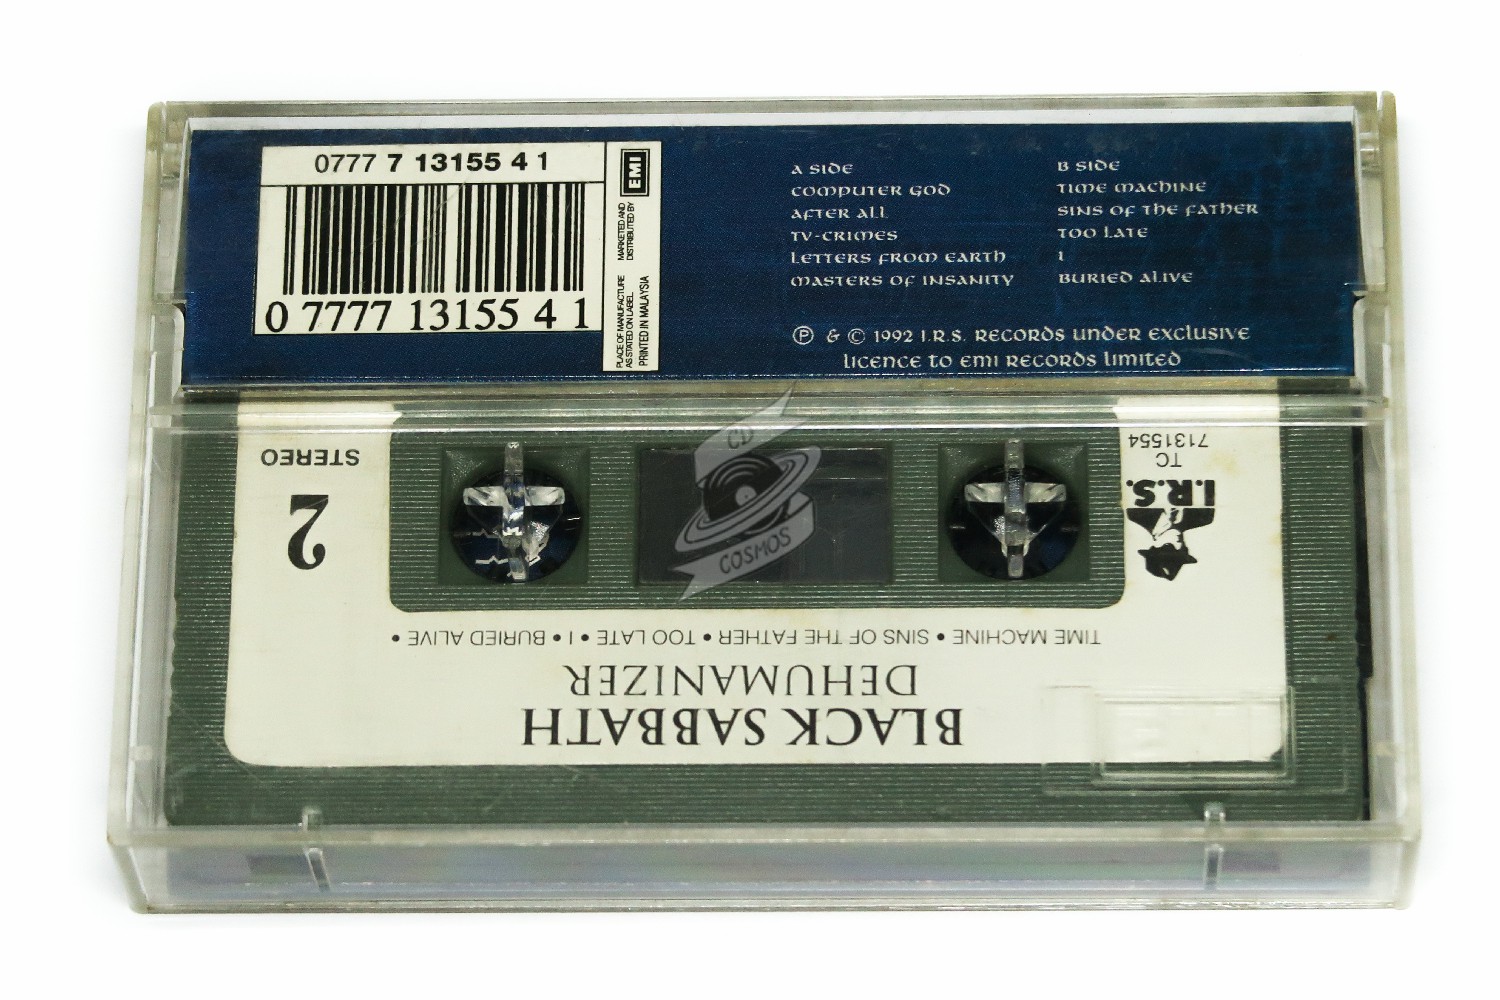 0777 7 13155 4 1
0 7777 13155 4 1
EMI
MARKETED AND
DISTRIBUTED BY
PLACE OF MANUFACTURE
AS STATED ON LABEL
PRINTED IN MALAYSIA
A SIDE
COMPUTER GOD
AFTER ALL
TV-CRIMES
LETTERS FROM EARTH
MASTERS OF INSANITY
B SIDE
TIME MACHINE
SINS OF THE FATHER
TOO LATE
I
BURIED ALIVE
Ⓟ & © 1992 I.R.S. RECORDS UNDER EXCLUSIVE
LICENCE TO EMI RECORDS LIMITED
BLACK SABBATH
DEHUMANIZER
TIME MACHINE • SINS OF THE FATHER • TOO LATE • I • BURIED ALIVE •
I.R.S.
TC
7131554
2
STEREO
CD
COSMOS